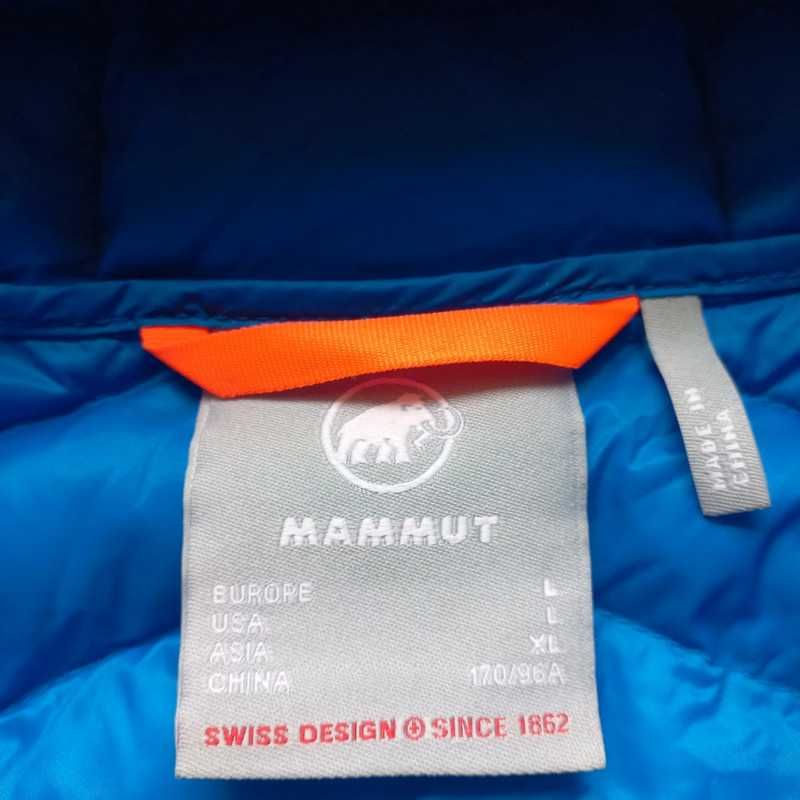 MAMMUT
EUROPE L
USA L
ASIA XL
CHINA 170/96A
SWISS DESIGN SINCE 1862
MADE IN
CHINA